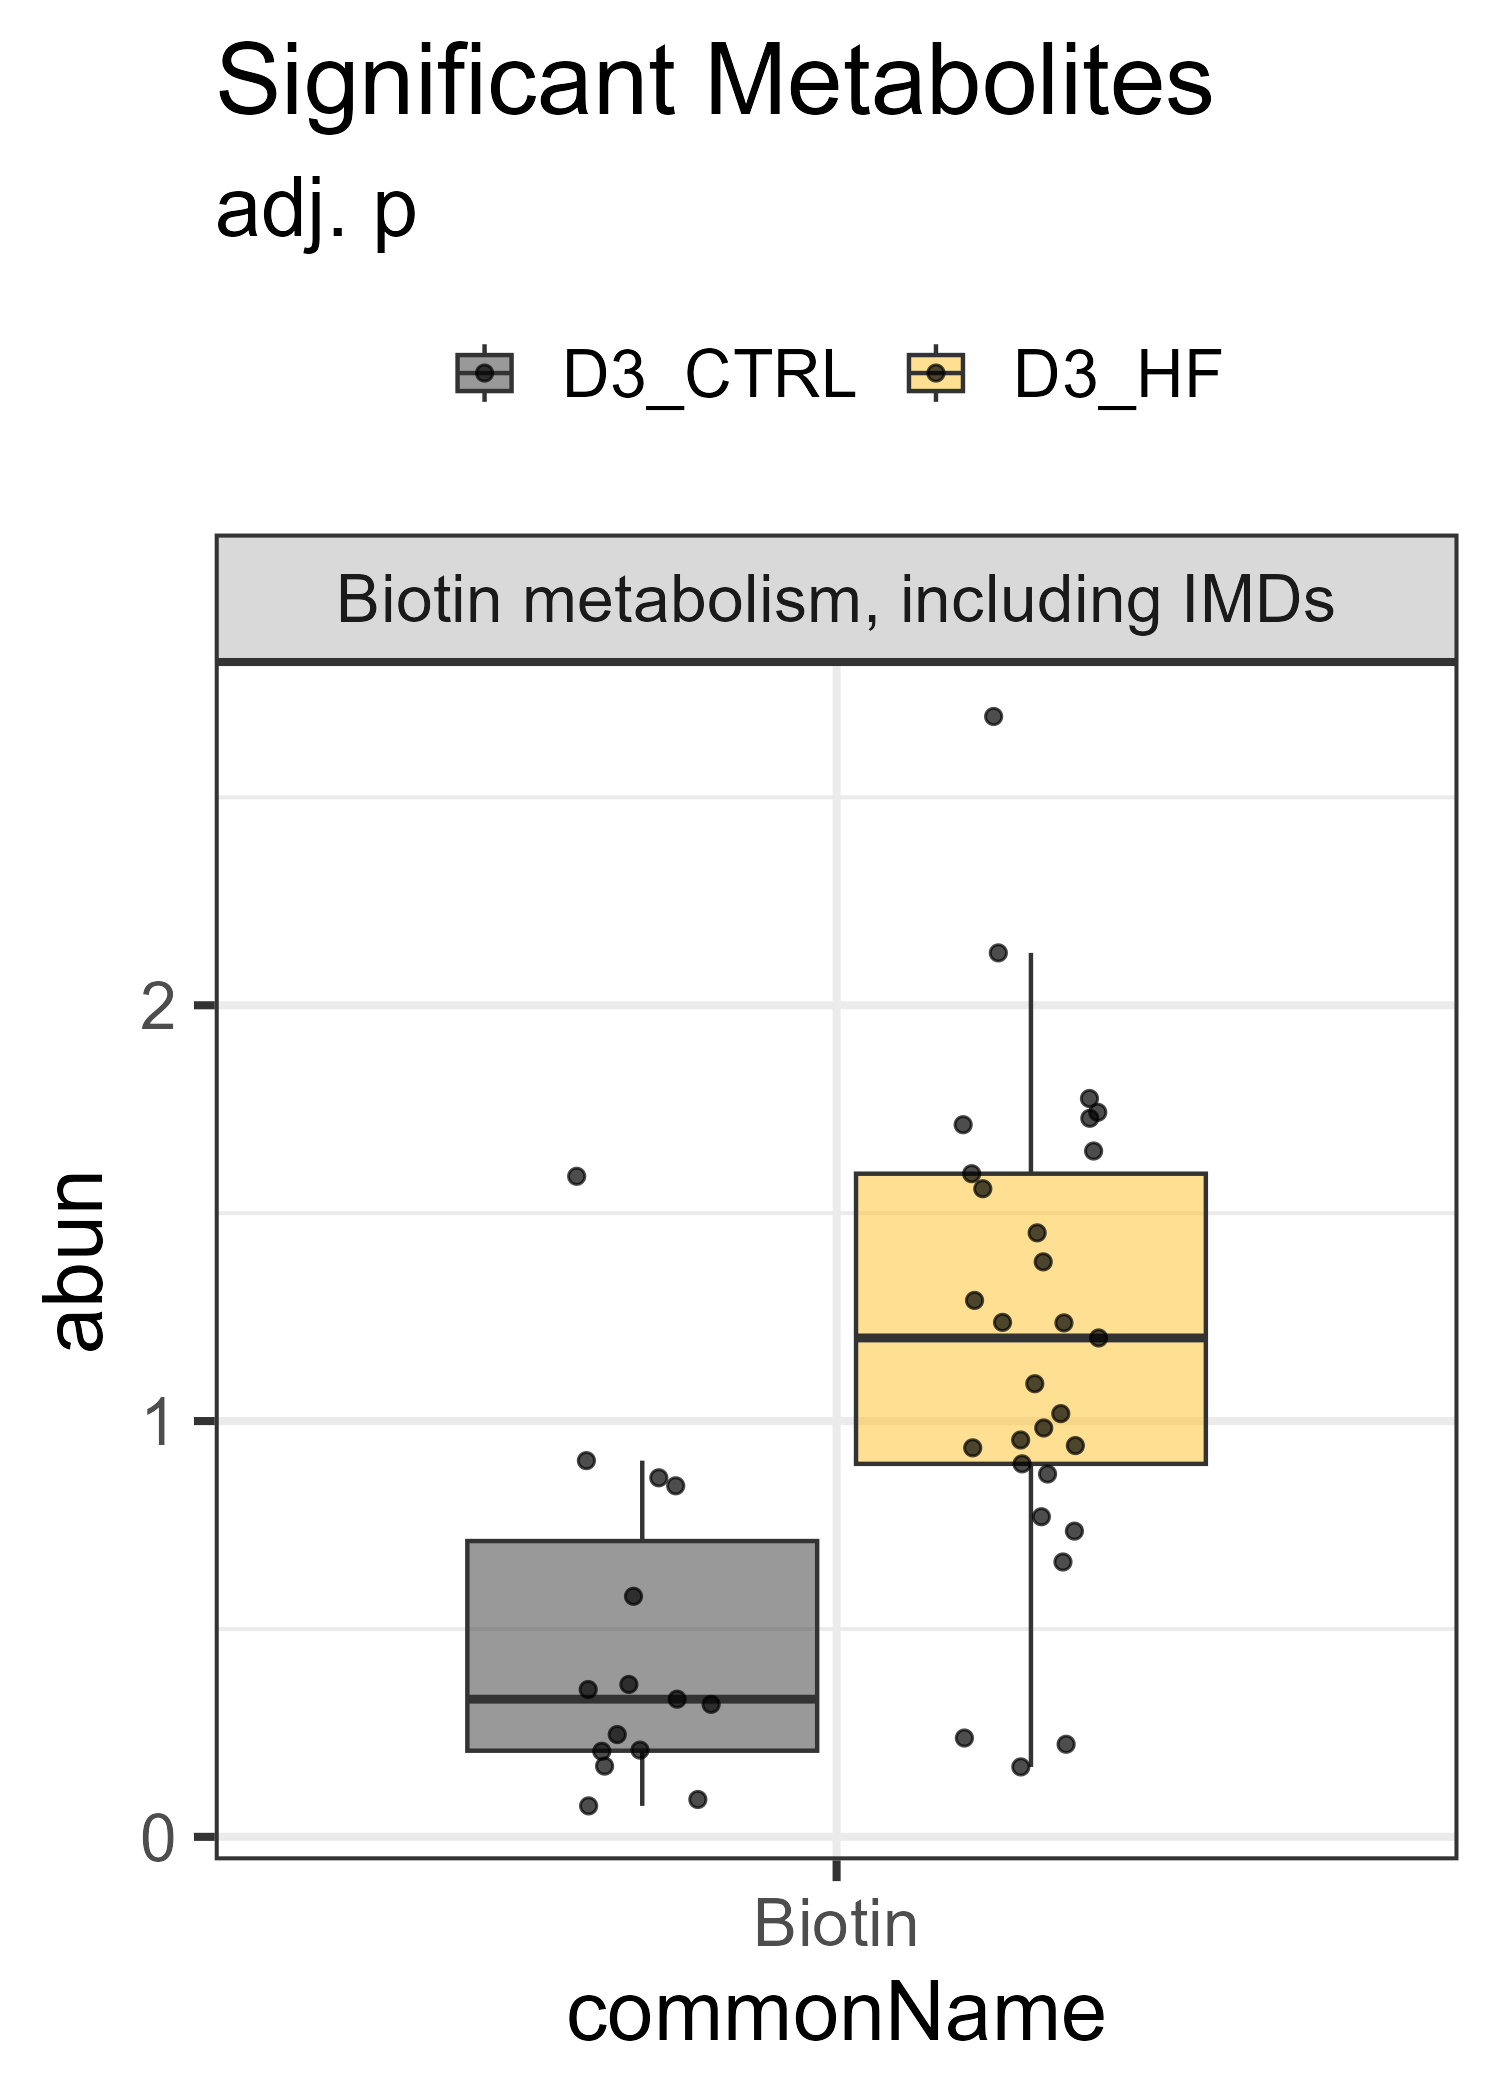 Significant Metabolites
adj. p
D3_CTRL D3_HF
Biotin metabolism, including IMDs
2
1
0
abun
Biotin
commonName